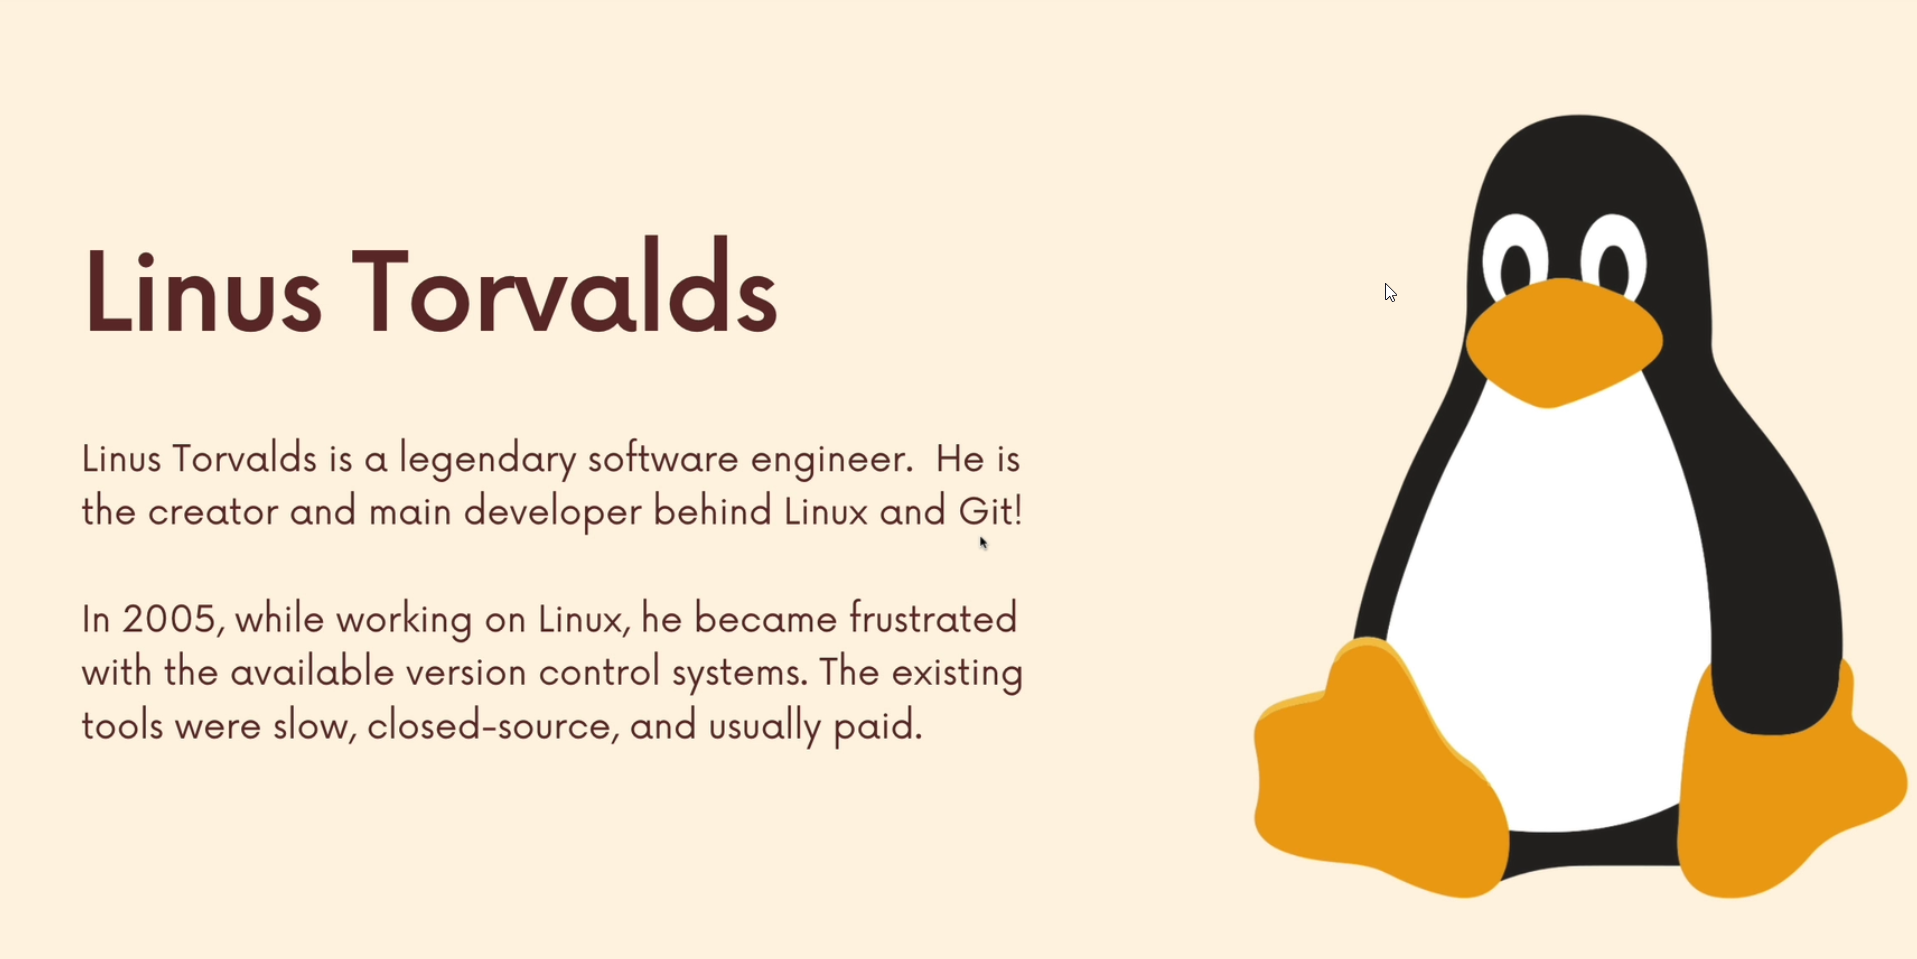 Linus Torvalds
Linus Torvalds is a legendary software engineer.  He is
the creator and main developer behind Linux and Git!
In 2005, while working on Linux, he became frustrated
with the available version control systems. The existing
tools were slow, closed-source, and usually paid.